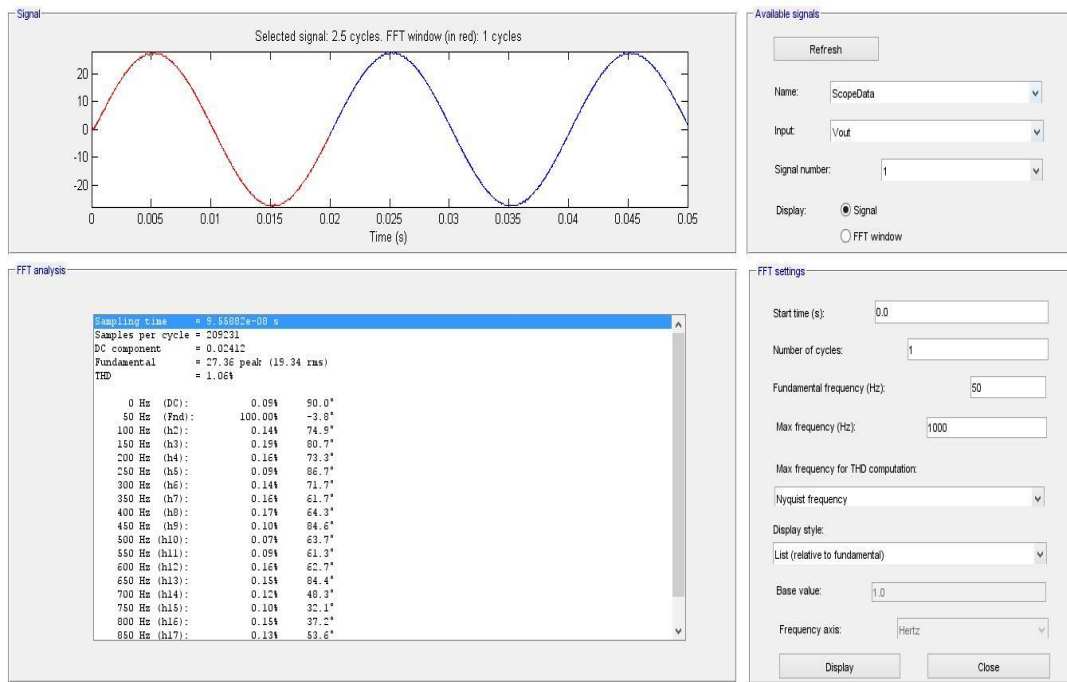 Signal
Selected signal: 2.5 cycles. FFT window (in red): 1 cycles
20
10
0
-10
-20
0 0.005 0.01 0.015 0.02 0.025 0.03 0.035 0.04 0.045 0.05
Time (s)
Available signals
Refresh
Name: ScopeData
Input: Vout
Signal number: 1
Display: Signal
FFT window
FFT analysis
Sampling time = 9.55882e-08 s
Samples per cycle = 209231
DC component = 0.02412
Fundamental = 27.36 peak (19.34 rms)
THD = 1.06%
0 Hz (DC): 0.09% 90.0°
50 Hz (Fnd): 100.00% -3.8°
100 Hz (h2): 0.14% 74.9°
150 Hz (h3): 0.19% 80.7°
200 Hz (h4): 0.16% 73.3°
250 Hz (h5): 0.09% 86.7°
300 Hz (h6): 0.14% 71.7°
350 Hz (h7): 0.16% 61.7°
400 Hz (h8): 0.17% 64.3°
450 Hz (h9): 0.10% 84.6°
500 Hz (h10): 0.07% 63.7°
550 Hz (h11): 0.09% 61.3°
600 Hz (h12): 0.16% 62.7°
650 Hz (h13): 0.15% 84.4°
700 Hz (h14): 0.12% 48.3°
750 Hz (h15): 0.10% 32.1°
800 Hz (h16): 0.15% 37.2°
850 Hz (h17): 0.13% 53.6°
FFT settings
Start time (s): 0.0
Number of cycles: 1
Fundamental frequency (Hz): 50
Max frequency (Hz): 1000
Max frequency for THD computation:
Nyquist frequency
Display style:
List (relative to fundamental)
Base value: 1.0
Frequency axis: Hertz
Display Close